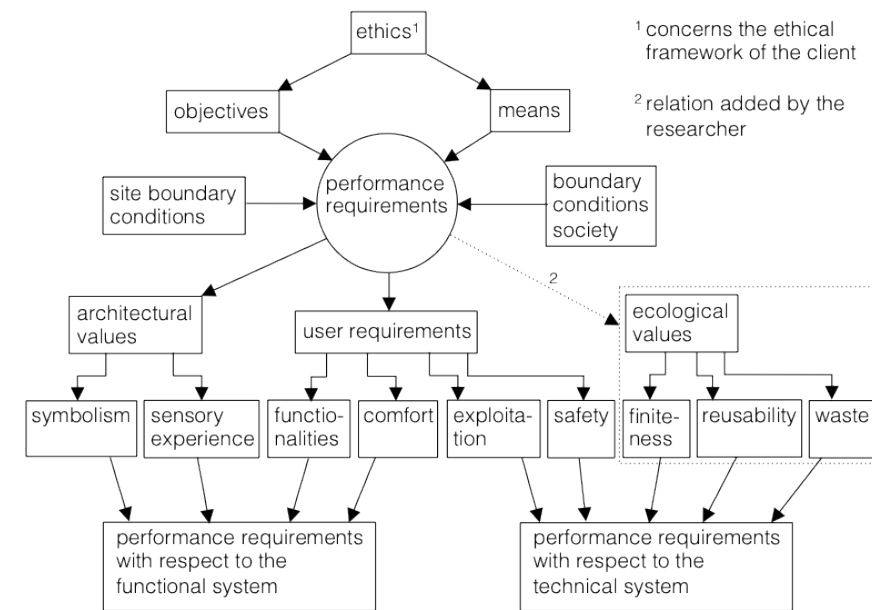 ethics¹
¹ concerns the ethical
framework of the client
objectives
means
² relation added by the
researcher
site boundary
conditions
performance
requirements
boundary
conditions
society
2
architectural
values
user requirements
ecological
values
symbolism
sensory
experience
functio-
nalities
comfort
exploita-
tion
safety
finite-
ness
reusability
waste
performance requirements
with respect to the
functional system
performance requirements
with respect to the
technical system